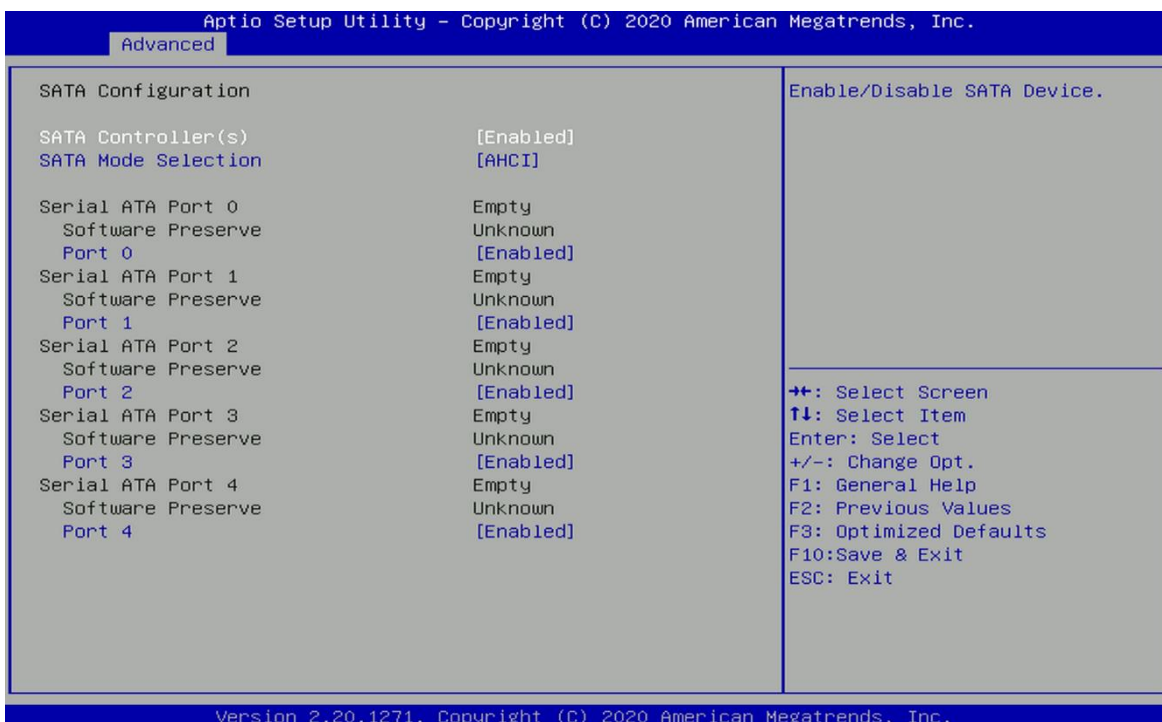 Aptio Setup Utility – Copyright (C) 2020 American Megatrends, Inc.
Advanced
SATA Configuration
SATA Controller(s) [Enabled]
SATA Mode Selection [AHCI]
Serial ATA Port 0 Empty
Software Preserve Unknown
Port 0 [Enabled]
Serial ATA Port 1 Empty
Software Preserve Unknown
Port 1 [Enabled]
Serial ATA Port 2 Empty
Software Preserve Unknown
Port 2 [Enabled]
Serial ATA Port 3 Empty
Software Preserve Unknown
Port 3 [Enabled]
Serial ATA Port 4 Empty
Software Preserve Unknown
Port 4 [Enabled]
Enable/Disable SATA Device.
→←: Select Screen
↑↓: Select Item
Enter: Select
+/-: Change Opt.
F1: General Help
F2: Previous Values
F3: Optimized Defaults
F10:Save & Exit
ESC: Exit
Version 2.20.1271. Copyright (C) 2020 American Megatrends, Inc.